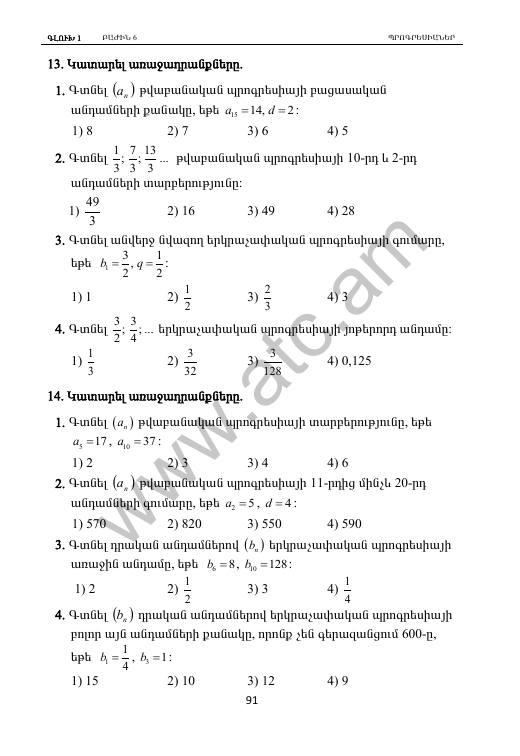 ԳԼՈՒԽ 1 ԲԱԺԻՆ 6 ՊՐՈԳՐԵՍԻԱՆԵՐ
13. Կատարել առաջադրանքները.
1. Գտնել (aₙ) թվաբանական պրոգրեսիայի բացասական
անդամների քանակը, եթե a₁₅ = 14, d = 2 :
1) 8 2) 7 3) 6 4) 5
2. Գտնել 1/3; 7/3; 13/3 ... թվաբանական պրոգրեսիայի 10-րդ և 2-րդ
անդամների տարբերությունը:
1) 49/3 2) 16 3) 49 4) 28
3. Գտնել անվերջ նվազող երկրաչափական պրոգրեսիայի գումարը,
եթե b₁ = 3/2, q = 1/2 :
1) 1 2) 1/2 3) 2/3 4) 3
4. Գտնել 3/2; 3/4; ... երկրաչափական պրոգրեսիայի յոթերորդ անդամը:
1) 1/3 2) 3/32 3) 3/128 4) 0,125
14. Կատարել առաջադրանքները.
1. Գտնել (aₙ) թվաբանական պրոգրեսիայի տարբերությունը, եթե
a₅ = 17, a₁₀ = 37 :
1) 2 2) 3 3) 4 4) 6
2. Գտնել (aₙ) թվաբանական պրոգրեսիայի 11-րդից մինչև 20-րդ
անդամների գումարը, եթե a₂ = 5, d = 4 :
1) 570 2) 820 3) 550 4) 590
3. Գտնել դրական անդամներով (bₙ) երկրաչափական պրոգրեսիայի
առաջին անդամը, եթե b₆ = 8, b₁₀ = 128 :
1) 2 2) 1/2 3) 3 4) 1/4
4. Գտնել (bₙ) դրական անդամներով երկրաչափական պրոգրեսիայի
բոլոր այն անդամների քանակը, որոնք չեն գերազանցում 600-ը,
եթե b₁ = 1/4, b₃ = 1 :
1) 15 2) 10 3) 12 4) 9
91
www.atc.am